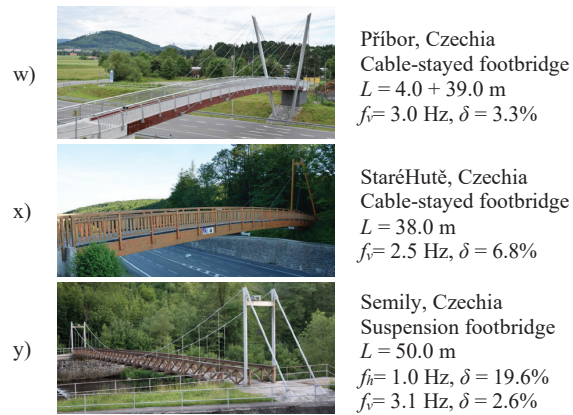 w)
Příbor, Czechia
Cable-stayed footbridge
L = 4.0 + 39.0 m
fv= 3.0 Hz, δ = 3.3%
x)
StaréHutě, Czechia
Cable-stayed footbridge
L = 38.0 m
fv= 2.5 Hz, δ = 6.8%
y)
Semily, Czechia
Suspension footbridge
L = 50.0 m
fh= 1.0 Hz, δ = 19.6%
fv= 3.1 Hz, δ = 2.6%